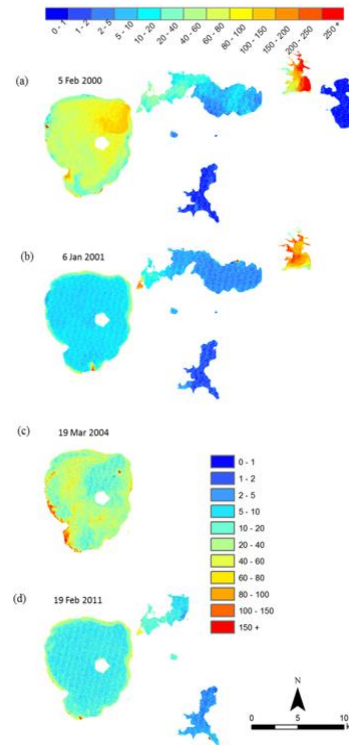 0 - 1
1 - 2
2 - 5
5 - 10
10 - 20
20 - 40
40 - 60
60 - 80
80 - 100
100 - 150
150 - 200
200 - 250
250+
(a)
5 Feb 2000
(b)
6 Jan 2001
(c)
19 Mar 2004
0 - 1
1 - 2
2 - 5
5 - 10
10 - 20
20 - 40
40 - 60
60 - 80
80 - 100
100 - 150
150 +
(d)
19 Feb 2011
N
0 5 10